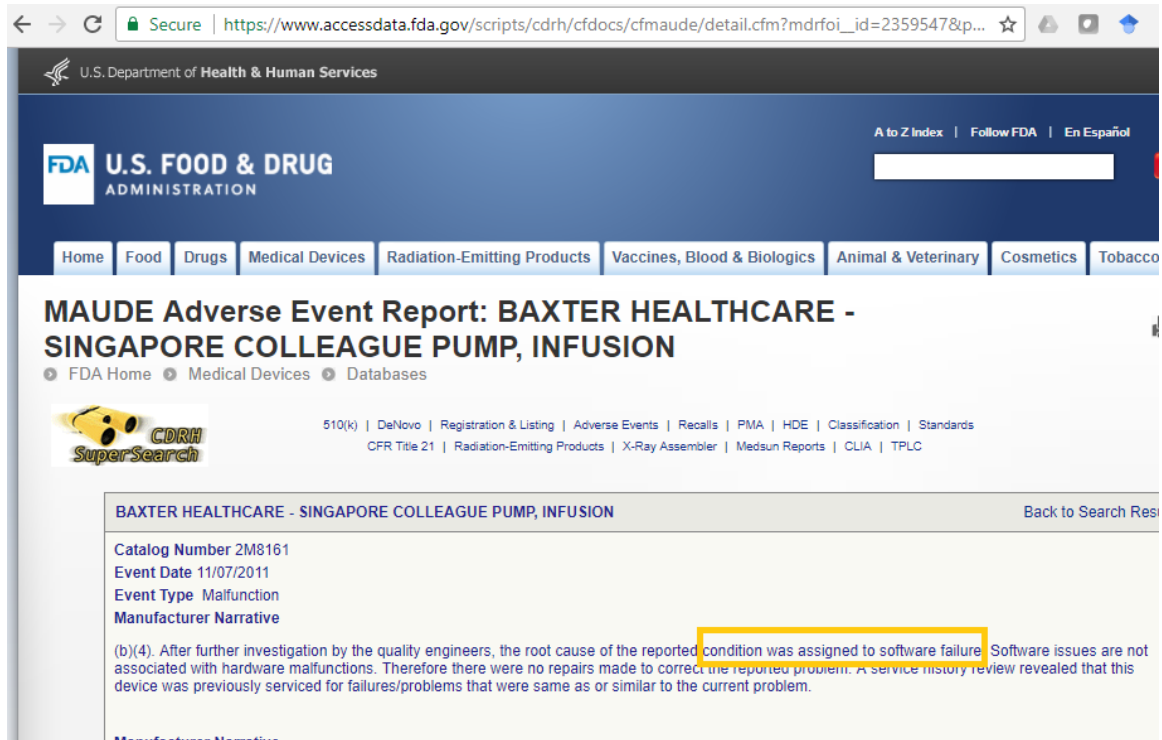 Secure | https://www.accessdata.fda.gov/scripts/cdrh/cfdocs/cfmaude/detail.cfm?mdrfoi__id=2359547&p...
U.S. Department of Health & Human Services
A to Z Index | Follow FDA | En Español
FDA U.S. FOOD & DRUG
ADMINISTRATION
Home Food Drugs Medical Devices Radiation-Emitting Products Vaccines, Blood & Biologics Animal & Veterinary Cosmetics Tobacco
MAUDE Adverse Event Report: BAXTER HEALTHCARE -
SINGAPORE COLLEAGUE PUMP, INFUSION
FDA Home Medical Devices Databases
CDRH
SuperSearch
510(k) | DeNovo | Registration & Listing | Adverse Events | Recalls | PMA | HDE | Classification | Standards
CFR Title 21 | Radiation-Emitting Products | X-Ray Assembler | Medsun Reports | CLIA | TPLC
BAXTER HEALTHCARE - SINGAPORE COLLEAGUE PUMP, INFUSION Back to Search Res
Catalog Number 2M8161
Event Date 11/07/2011
Event Type Malfunction
Manufacturer Narrative
(b)(4). After further investigation by the quality engineers, the root cause of the reported condition was assigned to software failure. Software issues are not
associated with hardware malfunctions. Therefore there were no repairs made to correct the reported problem. A service history review revealed that this
device was previously serviced for failures/problems that were same as or similar to the current problem.
Manufacturer Narrative